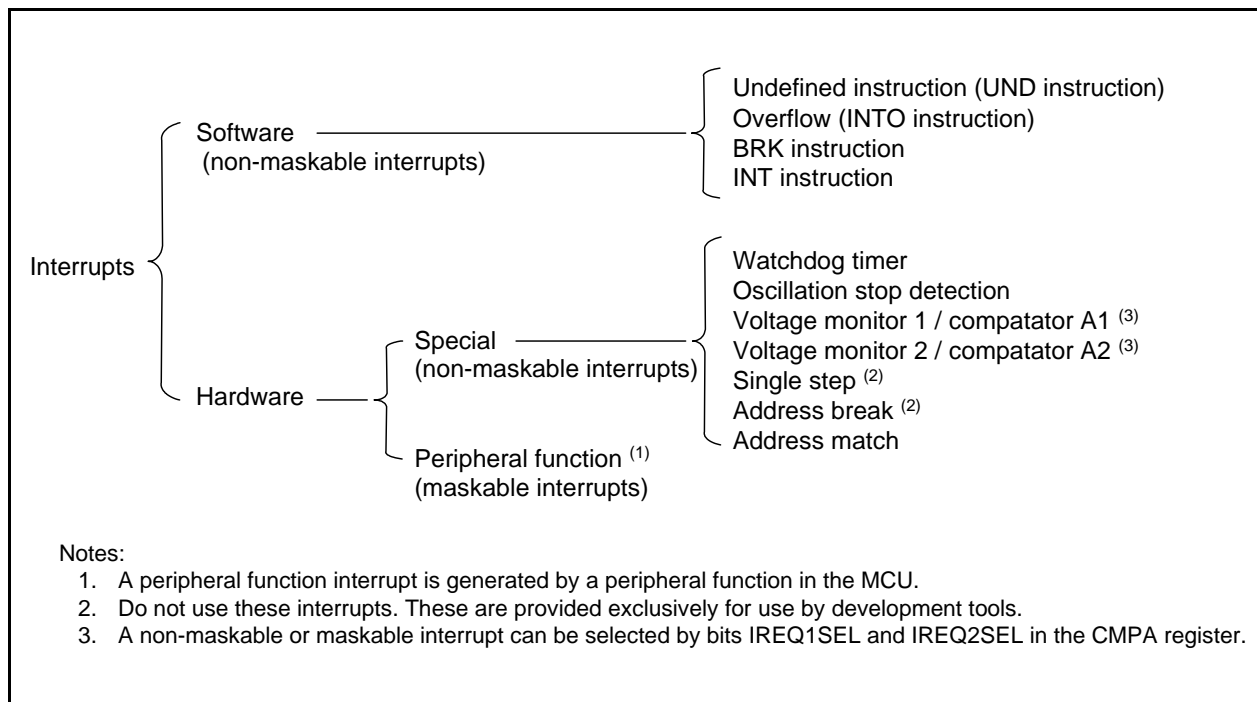 Interrupts
Software
(non-maskable interrupts)
Undefined instruction (UND instruction)
Overflow (INTO instruction)
BRK instruction
INT instruction
Hardware
Special
(non-maskable interrupts)
Watchdog timer
Oscillation stop detection
Voltage monitor 1 / compatator A1 (3)
Voltage monitor 2 / compatator A2 (3)
Single step (2)
Address break (2)
Address match
Peripheral function (1)
(maskable interrupts)
Notes:
1. A peripheral function interrupt is generated by a peripheral function in the MCU.
2. Do not use these interrupts. These are provided exclusively for use by development tools.
3. A non-maskable or maskable interrupt can be selected by bits IREQ1SEL and IREQ2SEL in the CMPA register.